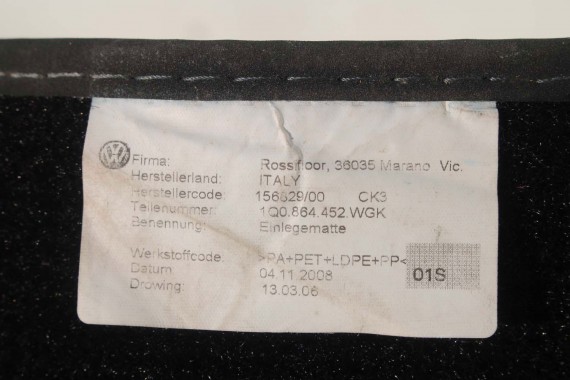 Firma: Rossifloor, 36035 Marano Vic.
Herstellerland: ITALY
Herstellercode: 156629/00 CK3
Teilenummer: 1Q0.864.452.WGK
Benennung: Einlegematte
Werkstoffcode: >PA+PET+LDPE+PP<
Datum 04.11.2008 01S
Drowing: 13.03.06